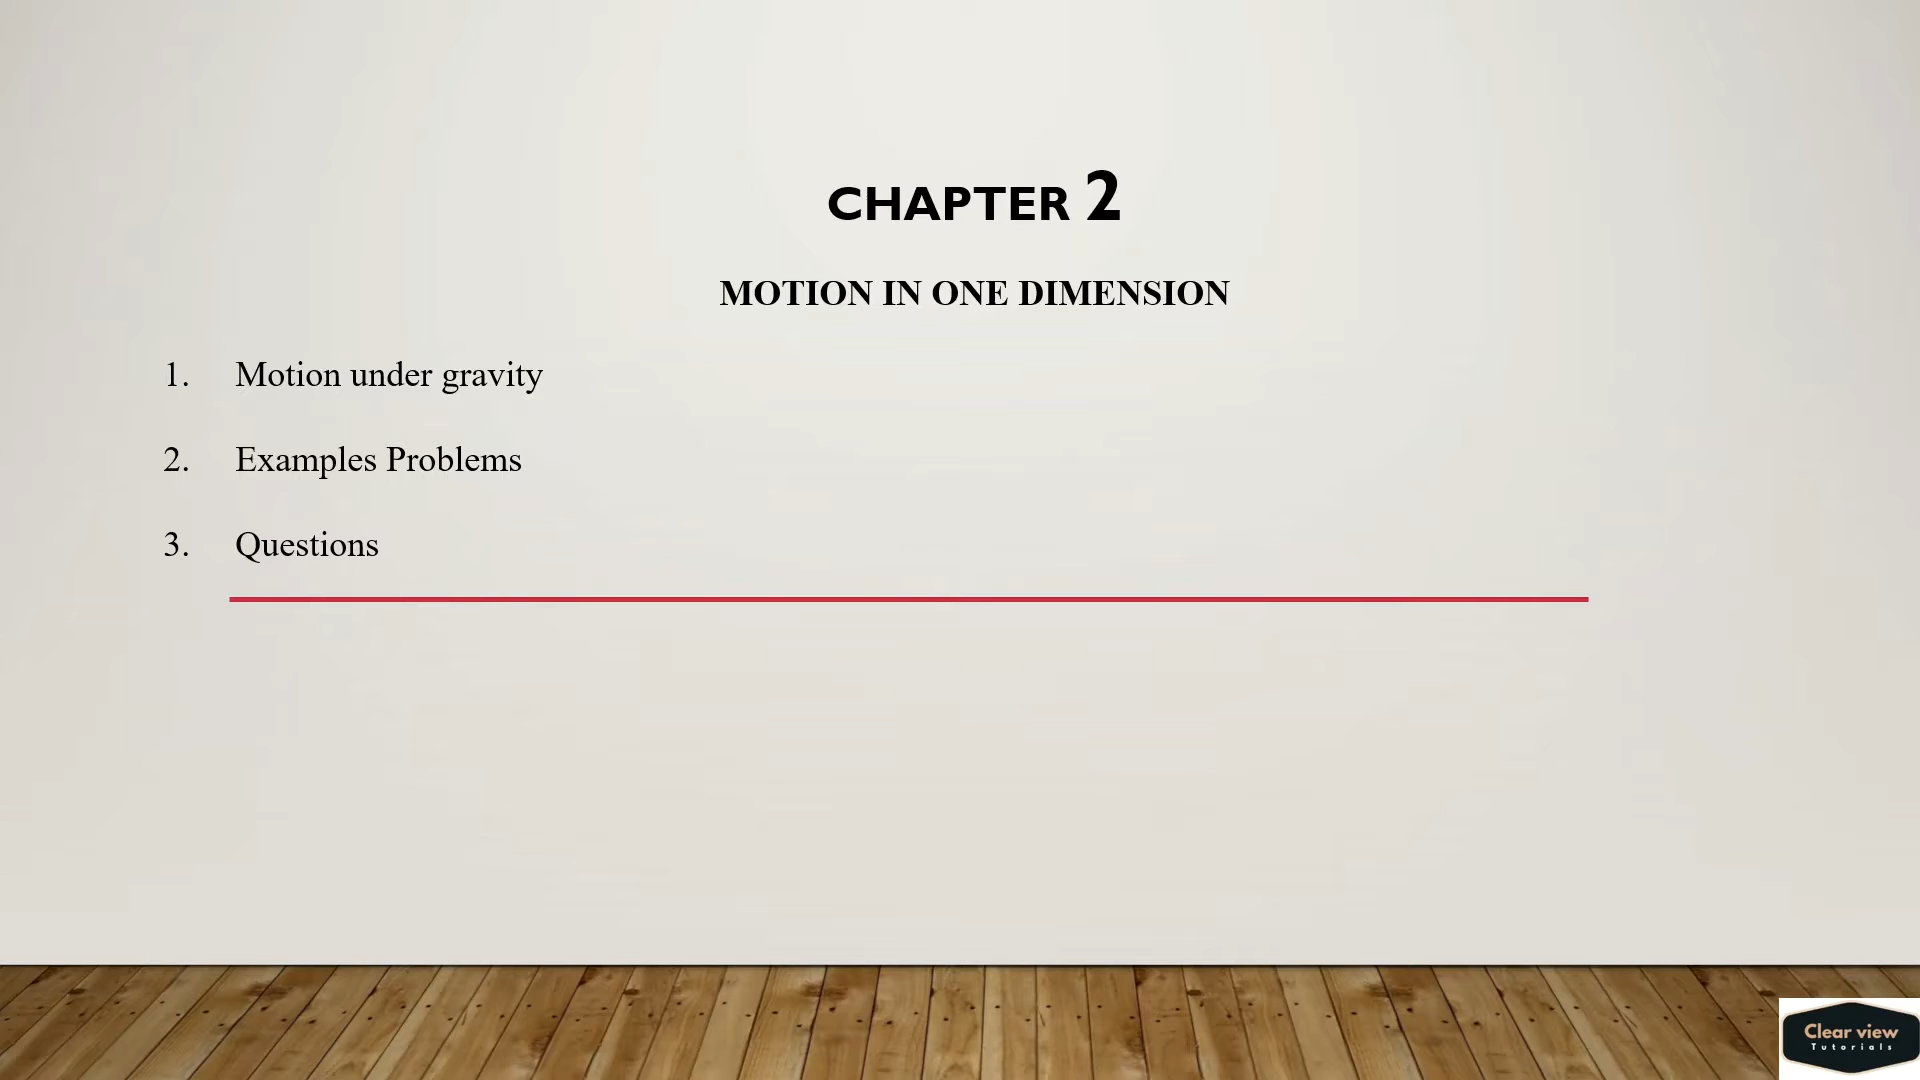 CHAPTER 2
MOTION IN ONE DIMENSION
1. Motion under gravity
2. Examples Problems
3. Questions
Clear view
Tutorials